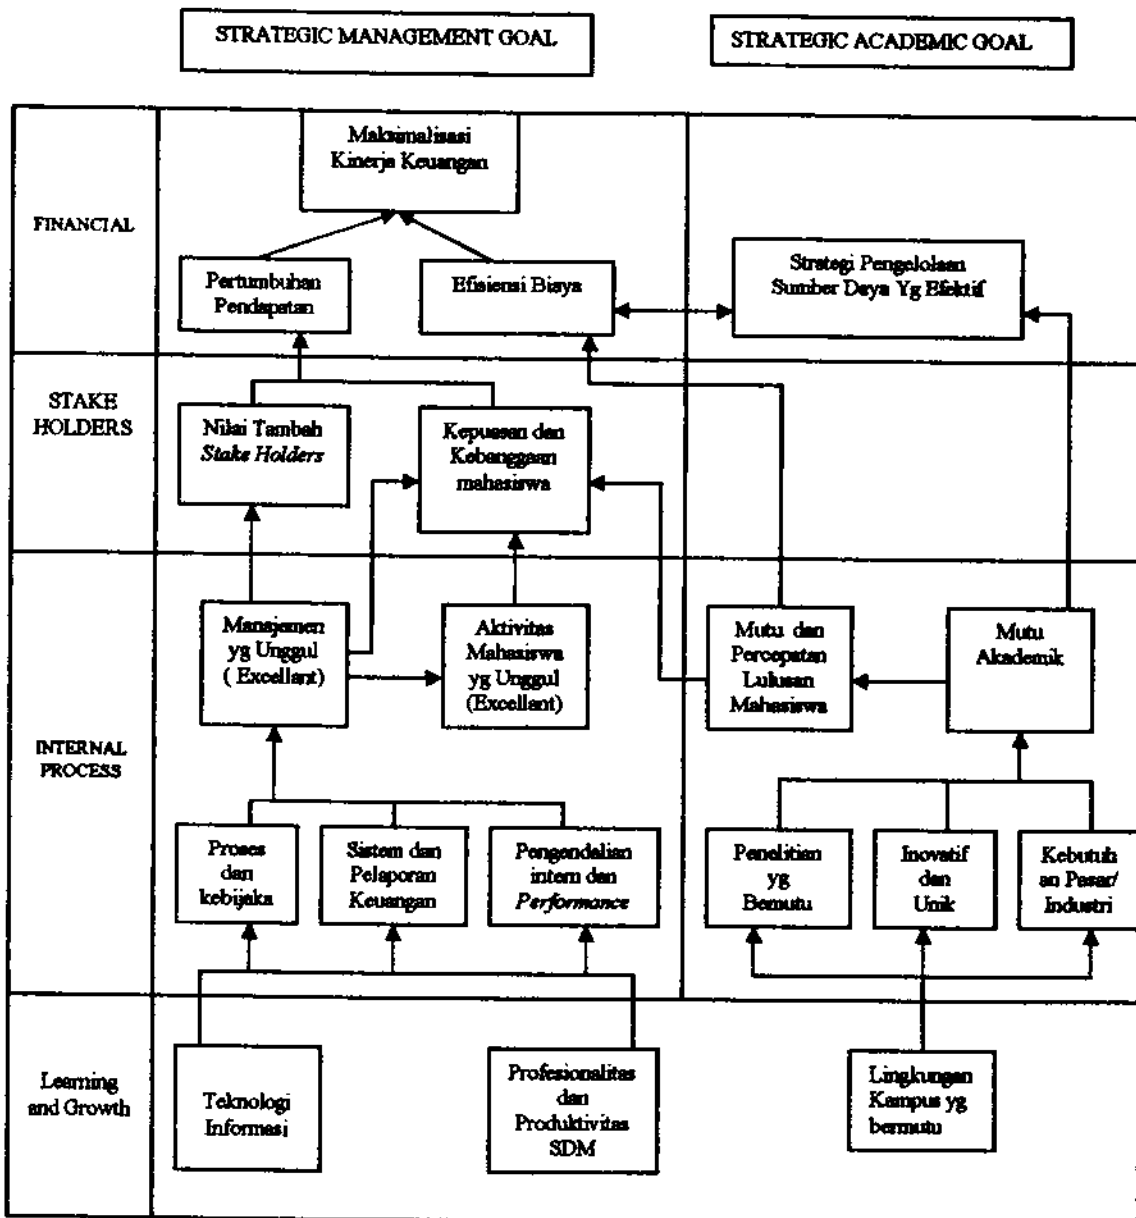 STRATEGIC MANAGEMENT GOAL
STRATEGIC ACADEMIC GOAL
FINANCIAL
Maksimalisasi
Kinerja Keuangan
Pertumbuhan
Pendapatan
Efisiensi Biaya
Strategi Pengelolaan
Sumber Daya Yg Efektif
STAKE
HOLDERS
Nilai Tambah
Stake Holders
Kepuasan dan
Kebanggaan
mahasiswa
INTERNAL
PROCESS
Manajemen
yg Unggul
( Excellant)
Aktivitas
Mahasiswa
yg Unggul
(Excellant)
Mutu dan
Percepatan
Lulusan
Mahasiswa
Mutu
Akademik
Proses
dan
kebijaka
Sistem dan
Pelaporan
Keuangan
Pengendalian
intern dan
Performance
Penelitian
yg
Bermutu
Inovatif
dan
Unik
Kebutuh
an Pasar/
Industri
Learning
and Growth
Teknologi
Informasi
Profesionalitas
dan
Produktivitas
SDM
Lingkungan
Kampus yg
bermutu